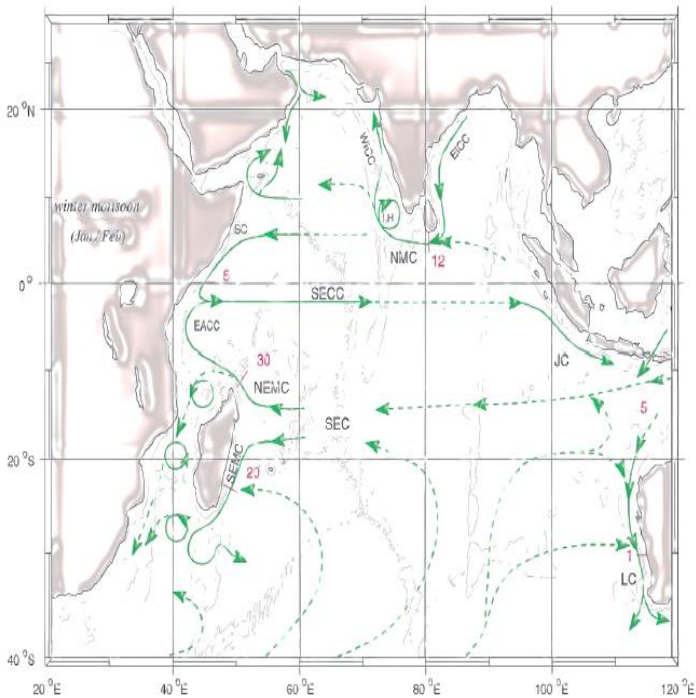 20 °N
WICC
EICC
winter monsoon
(Jan / Feb)
LH
SC
NMC
12
5
0°
SECC
EACC
30
JC
NEMC
5
SEC
20 °S
SEMC
20
1
LC
40 °S
20 °E
40 °E
60 °E
80 °E
100 °E
120 °E